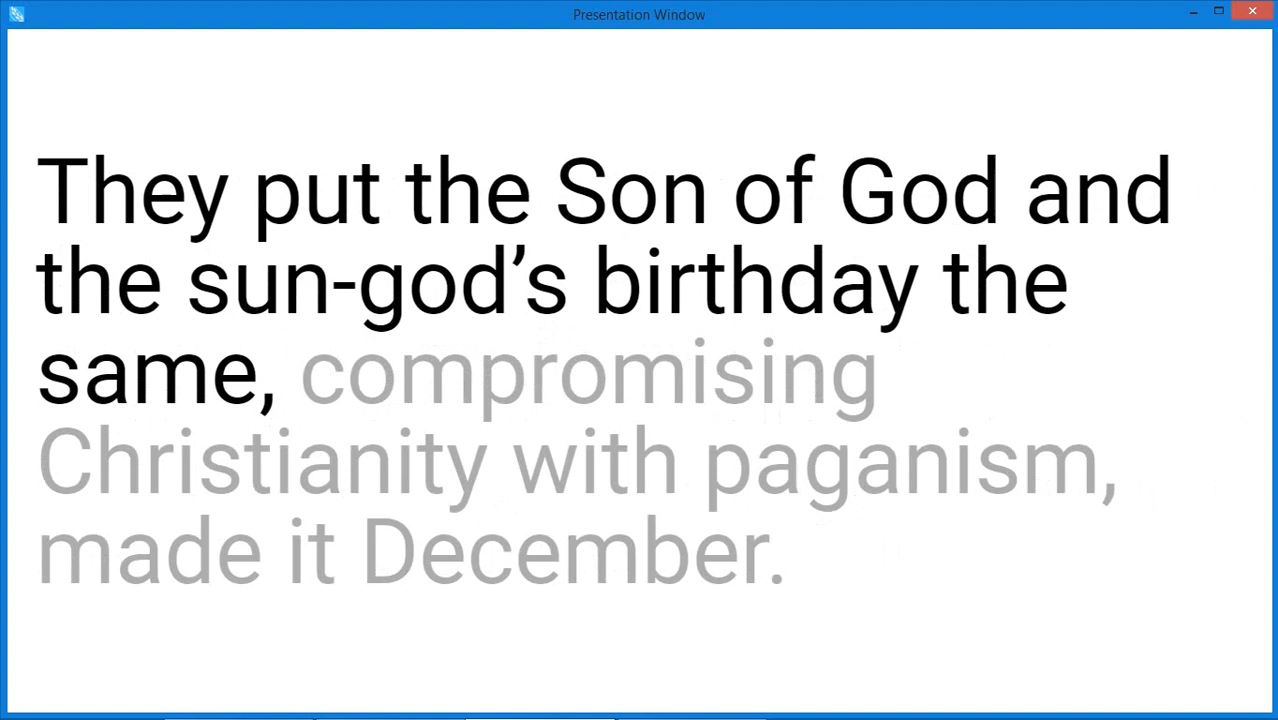 Presentation Window
They put the Son of God and
the sun-god’s birthday the
same, compromising
Christianity with paganism,
made it December.